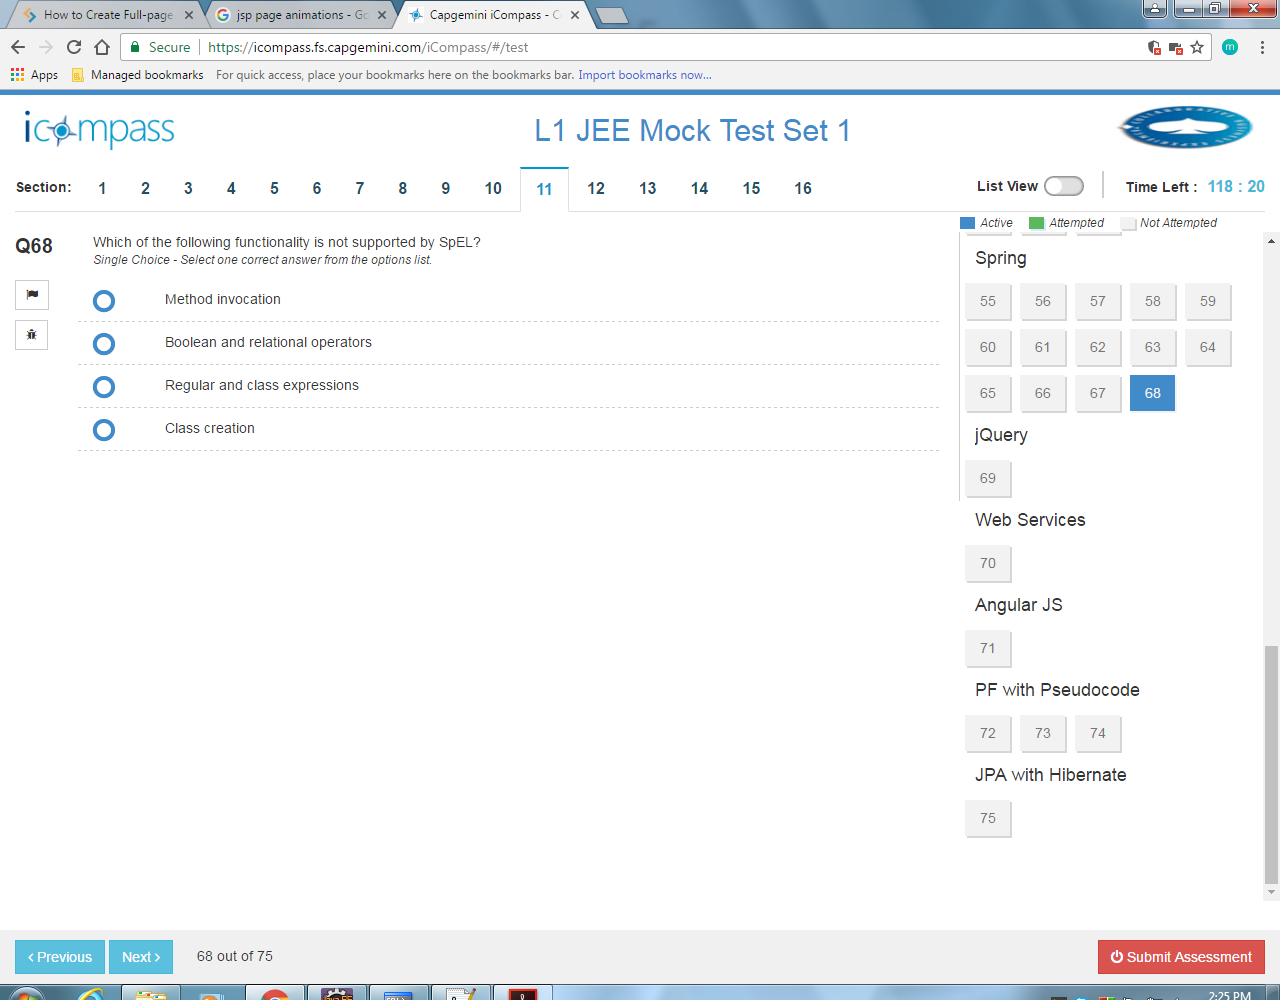 How to Create Full-page
jsp page animations - Go
Capgemini iCompass - C
Secure
https://icompass.fs.capgemini.com/iCompass/#/test
m
Apps
Managed bookmarks
For quick access, place your bookmarks here on the bookmarks bar. Import bookmarks now...
icompass
L1 JEE Mock Test Set 1
Section: 1 2 3 4 5 6 7 8 9 10 11 12 13 14 15 16
List View
Time Left : 118 : 20
Active Attempted Not Attempted
Q68
Which of the following functionality is not supported by SpEL?
Single Choice - Select one correct answer from the options list.
Method invocation
Boolean and relational operators
Regular and class expressions
Class creation
Spring
55 56 57 58 59
60 61 62 63 64
65 66 67 68
jQuery
69
Web Services
70
Angular JS
71
PF with Pseudocode
72 73 74
JPA with Hibernate
75
‹ Previous
Next ›
68 out of 75
Submit Assessment
2:25 PM